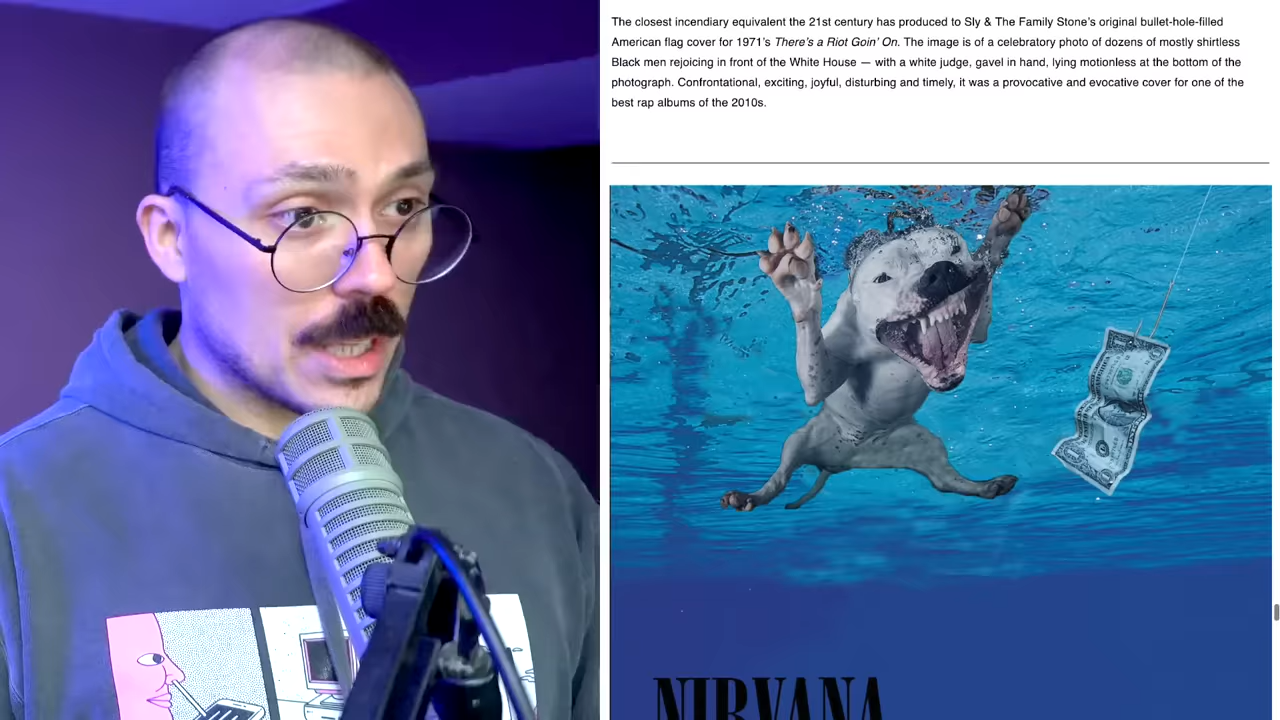 The closest incendiary equivalent the 21st century has produced to Sly & The Family Stone's original bullet-hole-filled
American flag cover for 1971's There's a Riot Goin' On. The image is of a celebratory photo of dozens of mostly shirtless
Black men rejoicing in front of the White House — with a white judge, gavel in hand, lying motionless at the bottom of the
photograph. Confrontational, exciting, joyful, disturbing and timely, it was a provocative and evocative cover for one of the
best rap albums of the 2010s.
NIRVANA